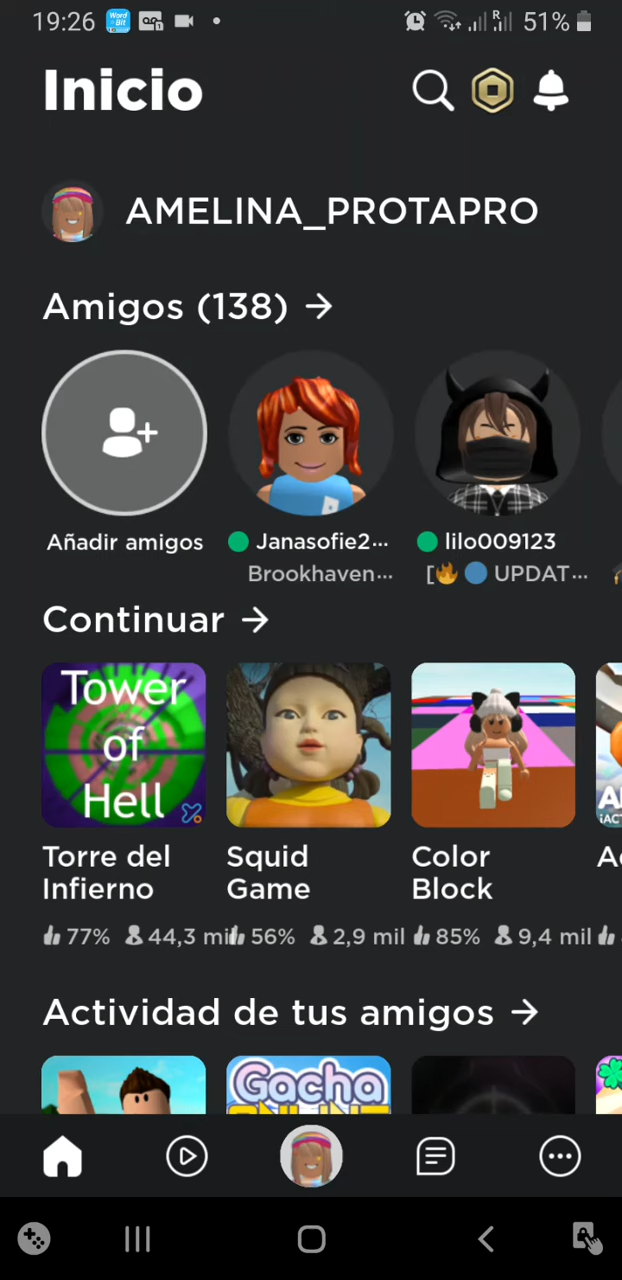 19:26
Word Bit
R
51%
Inicio
AMELINA_PROTAPRO
Amigos (138) →
Añadir amigos
Janasofie2...
lilo009123
Brookhaven...
[🔥🔵 UPDAT...
Continuar →
Tower
of
Hell
Torre del
Infierno
Squid
Game
Color
Block
77% 44,3 mil
56% 2,9 mil
85% 9,4 mil
Actividad de tus amigos →
Gacha